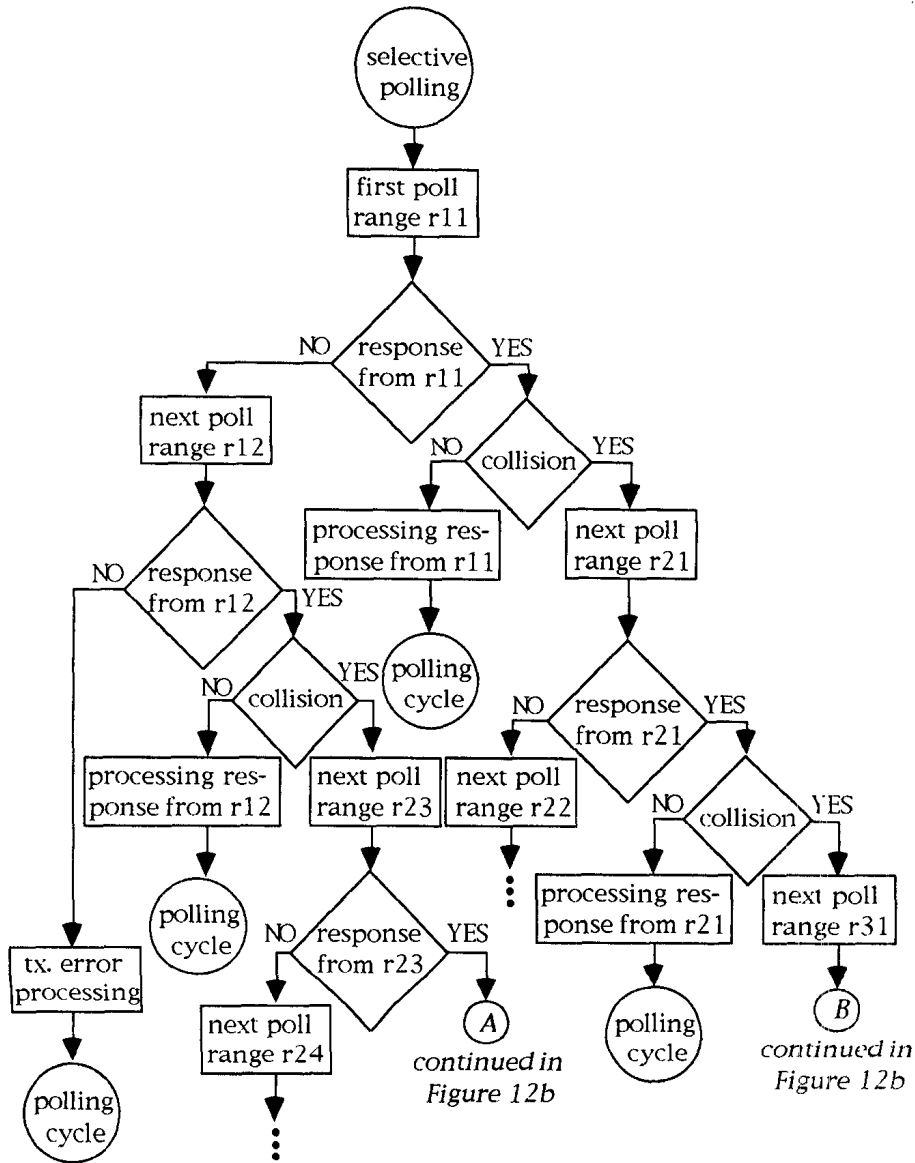 selective
polling
first poll
range r11
NO
response
from r11
YES
next poll
range r12
NO
collision
YES
processing res-
ponse from r11
next poll
range r21
NO
response
from r12
YES
polling
cycle
NO
collision
YES
NO
response
from r21
YES
processing res-
ponse from r12
next poll
range r23
next poll
range r22
NO
collision
YES
polling
cycle
NO
response
from r23
YES
processing res-
ponse from r21
next poll
range r31
tx. error
processing
next poll
range r24
A
continued in
Figure 12b
polling
cycle
B
continued in
Figure 12b
polling
cycle